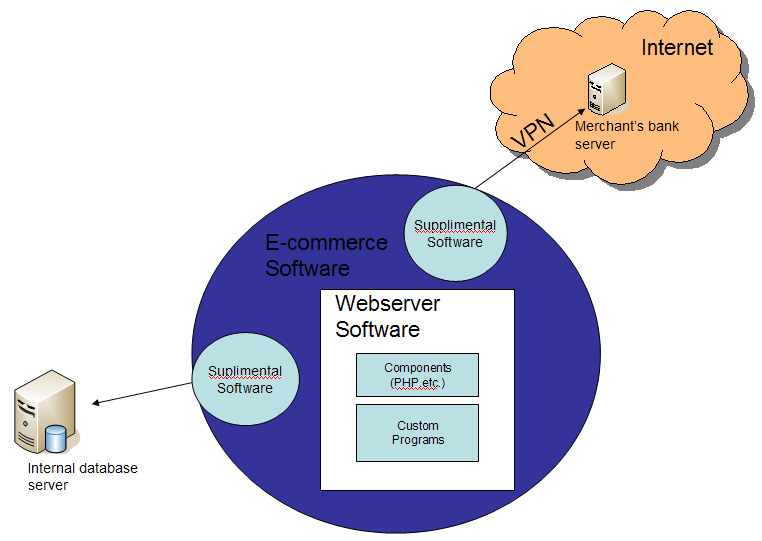 Internet
Merchant's bank
server
VPN
Supplimental
Software
E-commerce
Software
Webserver
Software
Components
(PHP.etc.)
Custom
Programs
Suplimental
Software
Internal database
server